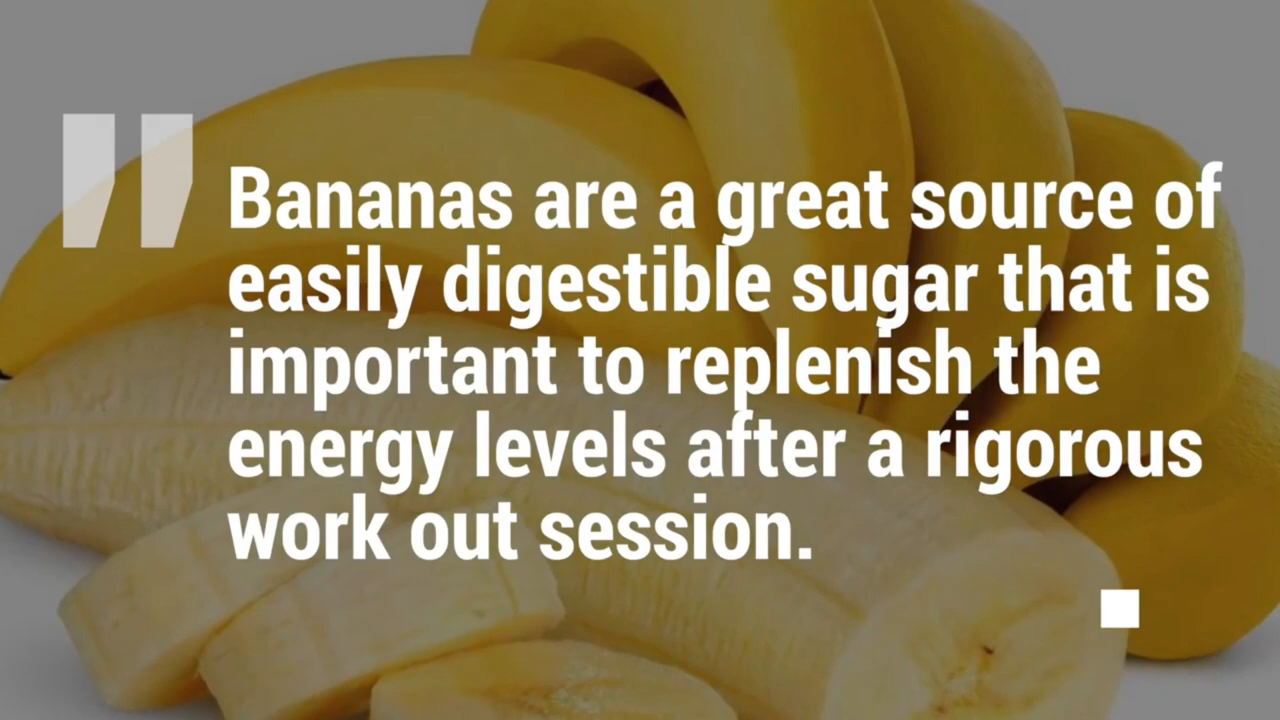 Bananas are a great source of
easily digestible sugar that is
important to replenish the
energy levels after a rigorous
work out session.